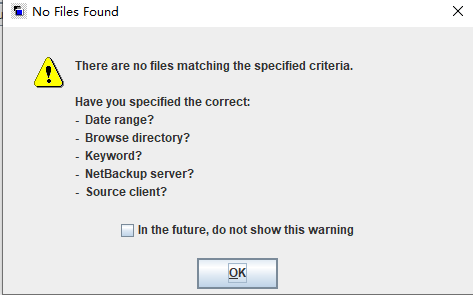 No Files Found
There are no files matching the specified criteria.
Have you specified the correct:
- Date range?
- Browse directory?
- Keyword?
- NetBackup server?
- Source client?
In the future, do not show this warning
OK